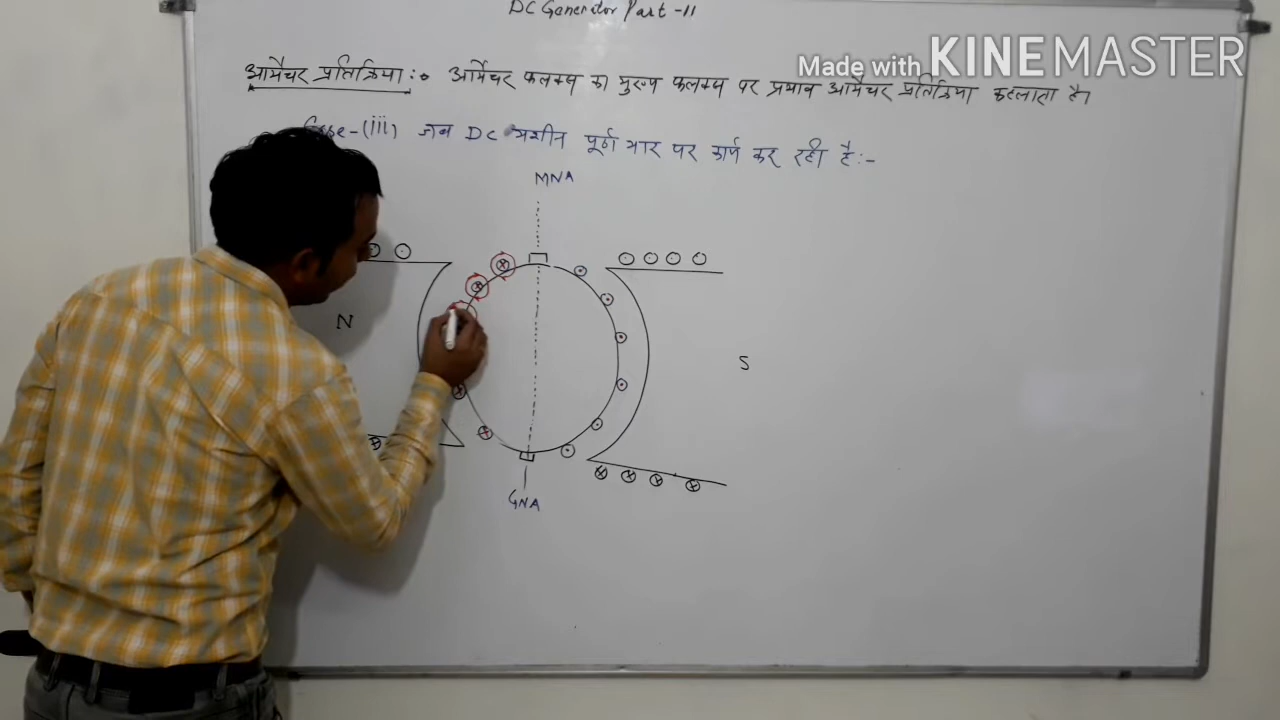 DC Generator Part -11
Made with KINEMASTER
आर्मेचर प्रतिक्रिया :- आर्मेचर फलक्स का मुख्य फलक्स पर प्रभाव आर्मेचर प्रतिक्रिया कहलाता है।
Case-(iii) जब DC मशीन पूर्ण भार पर कार्य कर रही है :-
MNA
N
S
GNA